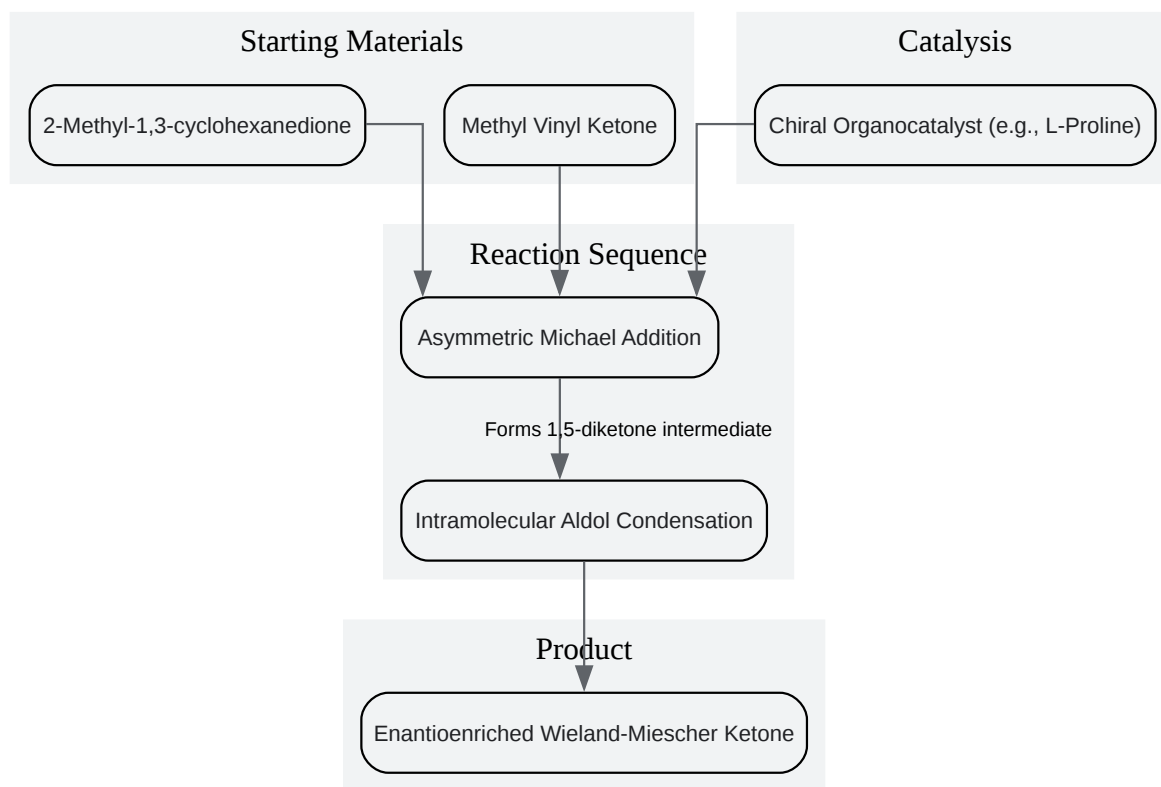 Starting Materials
Catalysis
2-Methyl-1,3-cyclohexanedione
Methyl Vinyl Ketone
Chiral Organocatalyst (e.g., L-Proline)
Reaction Sequence
Asymmetric Michael Addition
Forms 1,5-diketone intermediate
Intramolecular Aldol Condensation
Product
Enantioenriched Wieland-Miescher Ketone